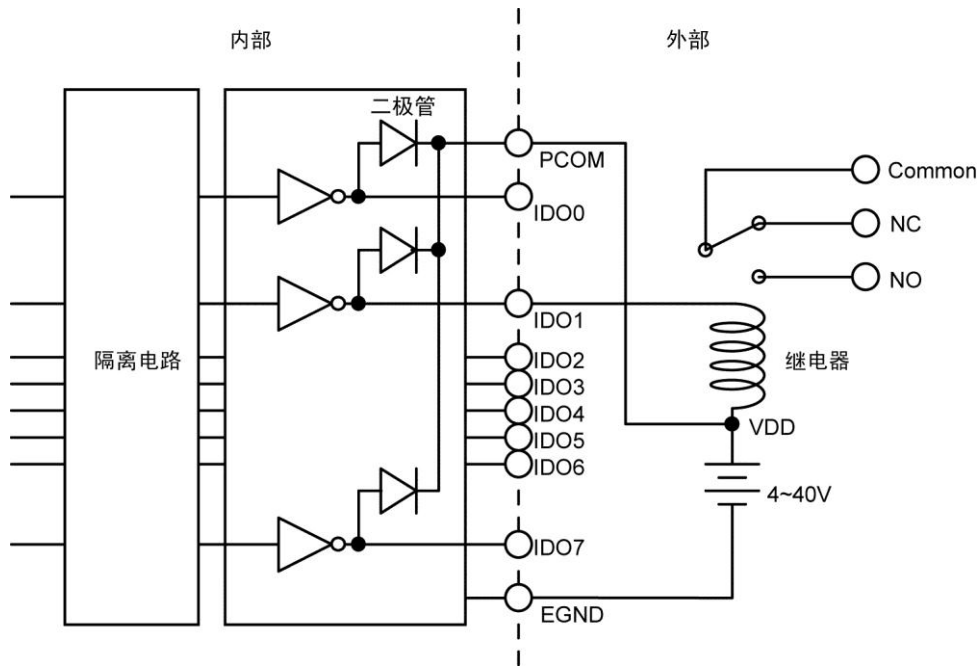 内部
外部
二极管
PCOM
Common
IDO0
NC
NO
IDO1
隔离电路
IDO2
继电器
IDO3
IDO4
VDD
IDO5
IDO6
4~40V
IDO7
EGND